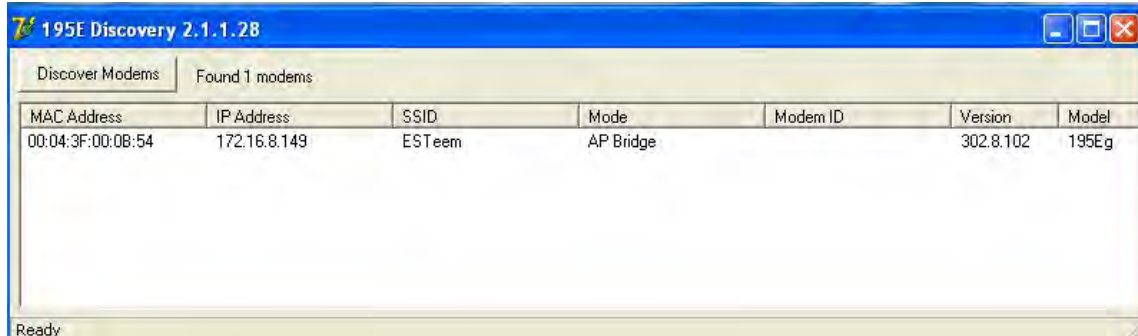 195E Discovery 2.1.1.28
Discover Modems Found 1 modems
MAC Address IP Address SSID Mode Modem ID Version Model
00:04:3F:00:0B:54 172.16.8.149 ESTeem AP Bridge 302.8.102 195Eg
Ready